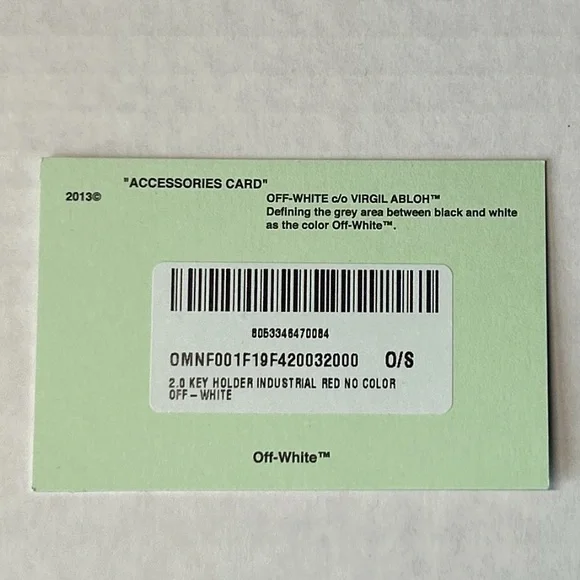 "ACCESSORIES CARD"
2013©
OFF-WHITE c/o VIRGIL ABLOH™
Defining the grey area between black and white
as the color Off-White™.
8053346470084
OMNF001F19F420032000 O/S
2.0 KEY HOLDER INDUSTRIAL RED NO COLOR
OFF-WHITE
Off-White™